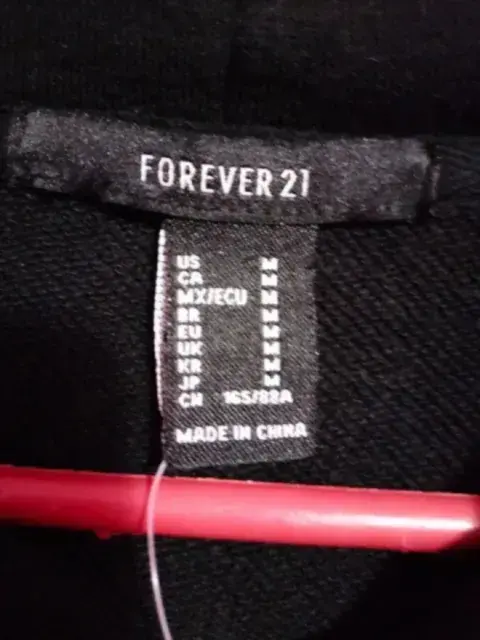 FOREVER 21
US M
CA M
MX/ECU M
BR M
EU M
UK M
KR M
JP M
CN 165/88A
MADE IN CHINA